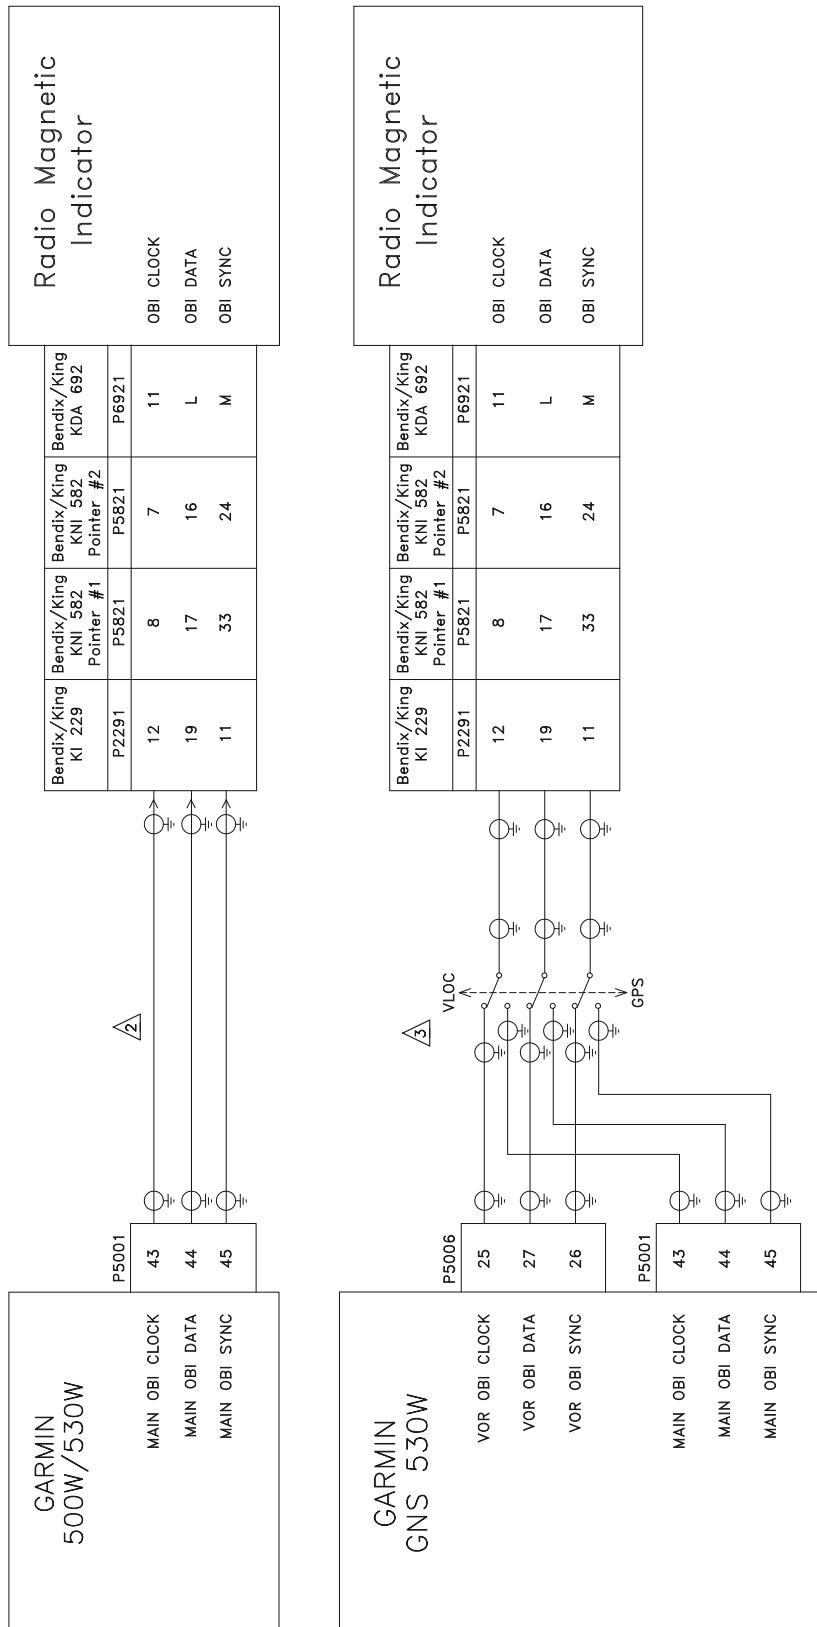 GARMIN
500W/530W
MAIN OBI CLOCK
MAIN OBI DATA
MAIN OBI SYNC
P5001
43
44
45
2
Bendix/King
KI 229
P2291
12
19
11
Bendix/King
KNI 582
Pointer #1
P5821
8
17
33
Bendix/King
KNI 582
Pointer #2
P5821
7
16
24
Bendix/King
KDA 692
P6921
11
L
M
Radio Magnetic
Indicator
OBI CLOCK
OBI DATA
OBI SYNC
GARMIN
GNS 530W
VOR OBI CLOCK
VOR OBI DATA
VOR OBI SYNC
MAIN OBI CLOCK
MAIN OBI DATA
MAIN OBI SYNC
P5006
25
27
26
P5001
43
44
45
3
VLOC
GPS
Bendix/King
KI 229
P2291
12
19
11
Bendix/King
KNI 582
Pointer #1
P5821
8
17
33
Bendix/King
KNI 582
Pointer #2
P5821
7
16
24
Bendix/King
KDA 692
P6921
11
L
M
Radio Magnetic
Indicator
OBI CLOCK
OBI DATA
OBI SYNC